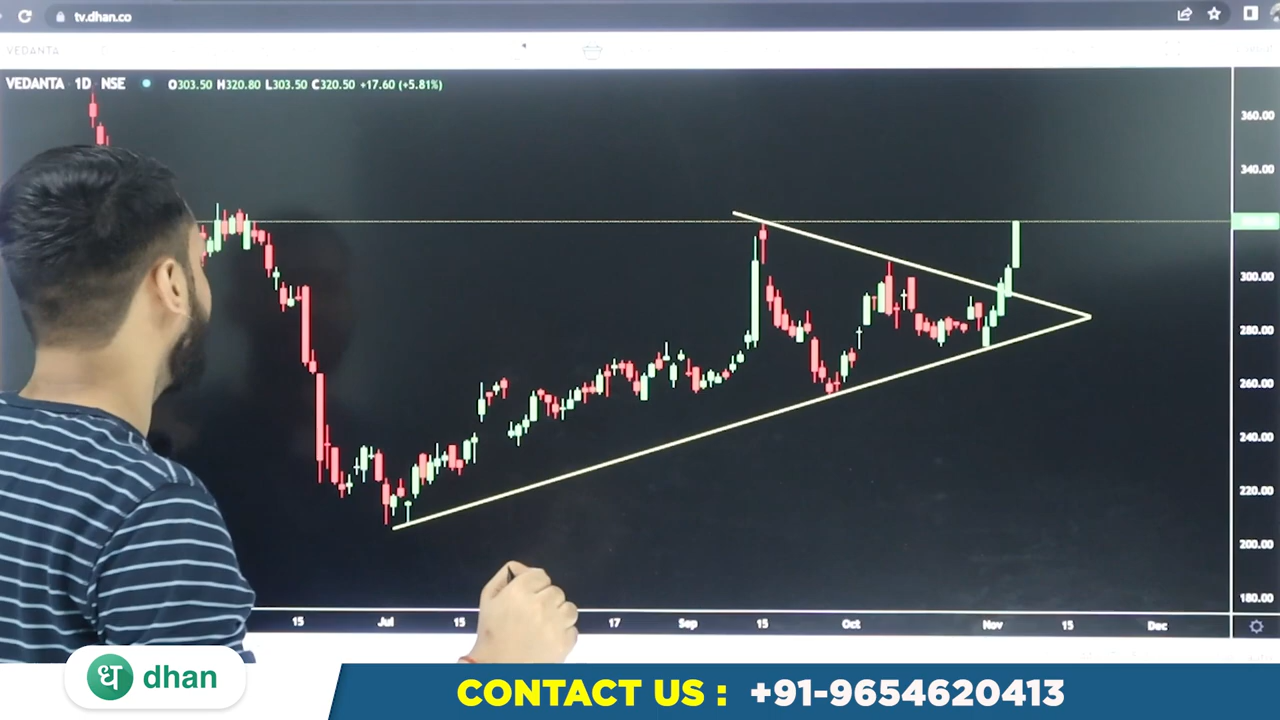 tv.dhan.co
VEDANTA
VEDANTA 1D NSE O303.50 H320.80 L303.50 C320.50 +17.60 (+5.81%)
360.00
340.00
300.00
280.00
260.00
240.00
220.00
200.00
180.00
15 Jul 15 17 Sep 15 Oct Nov 15 Dec
ध dhan
CONTACT US : +91-9654620413